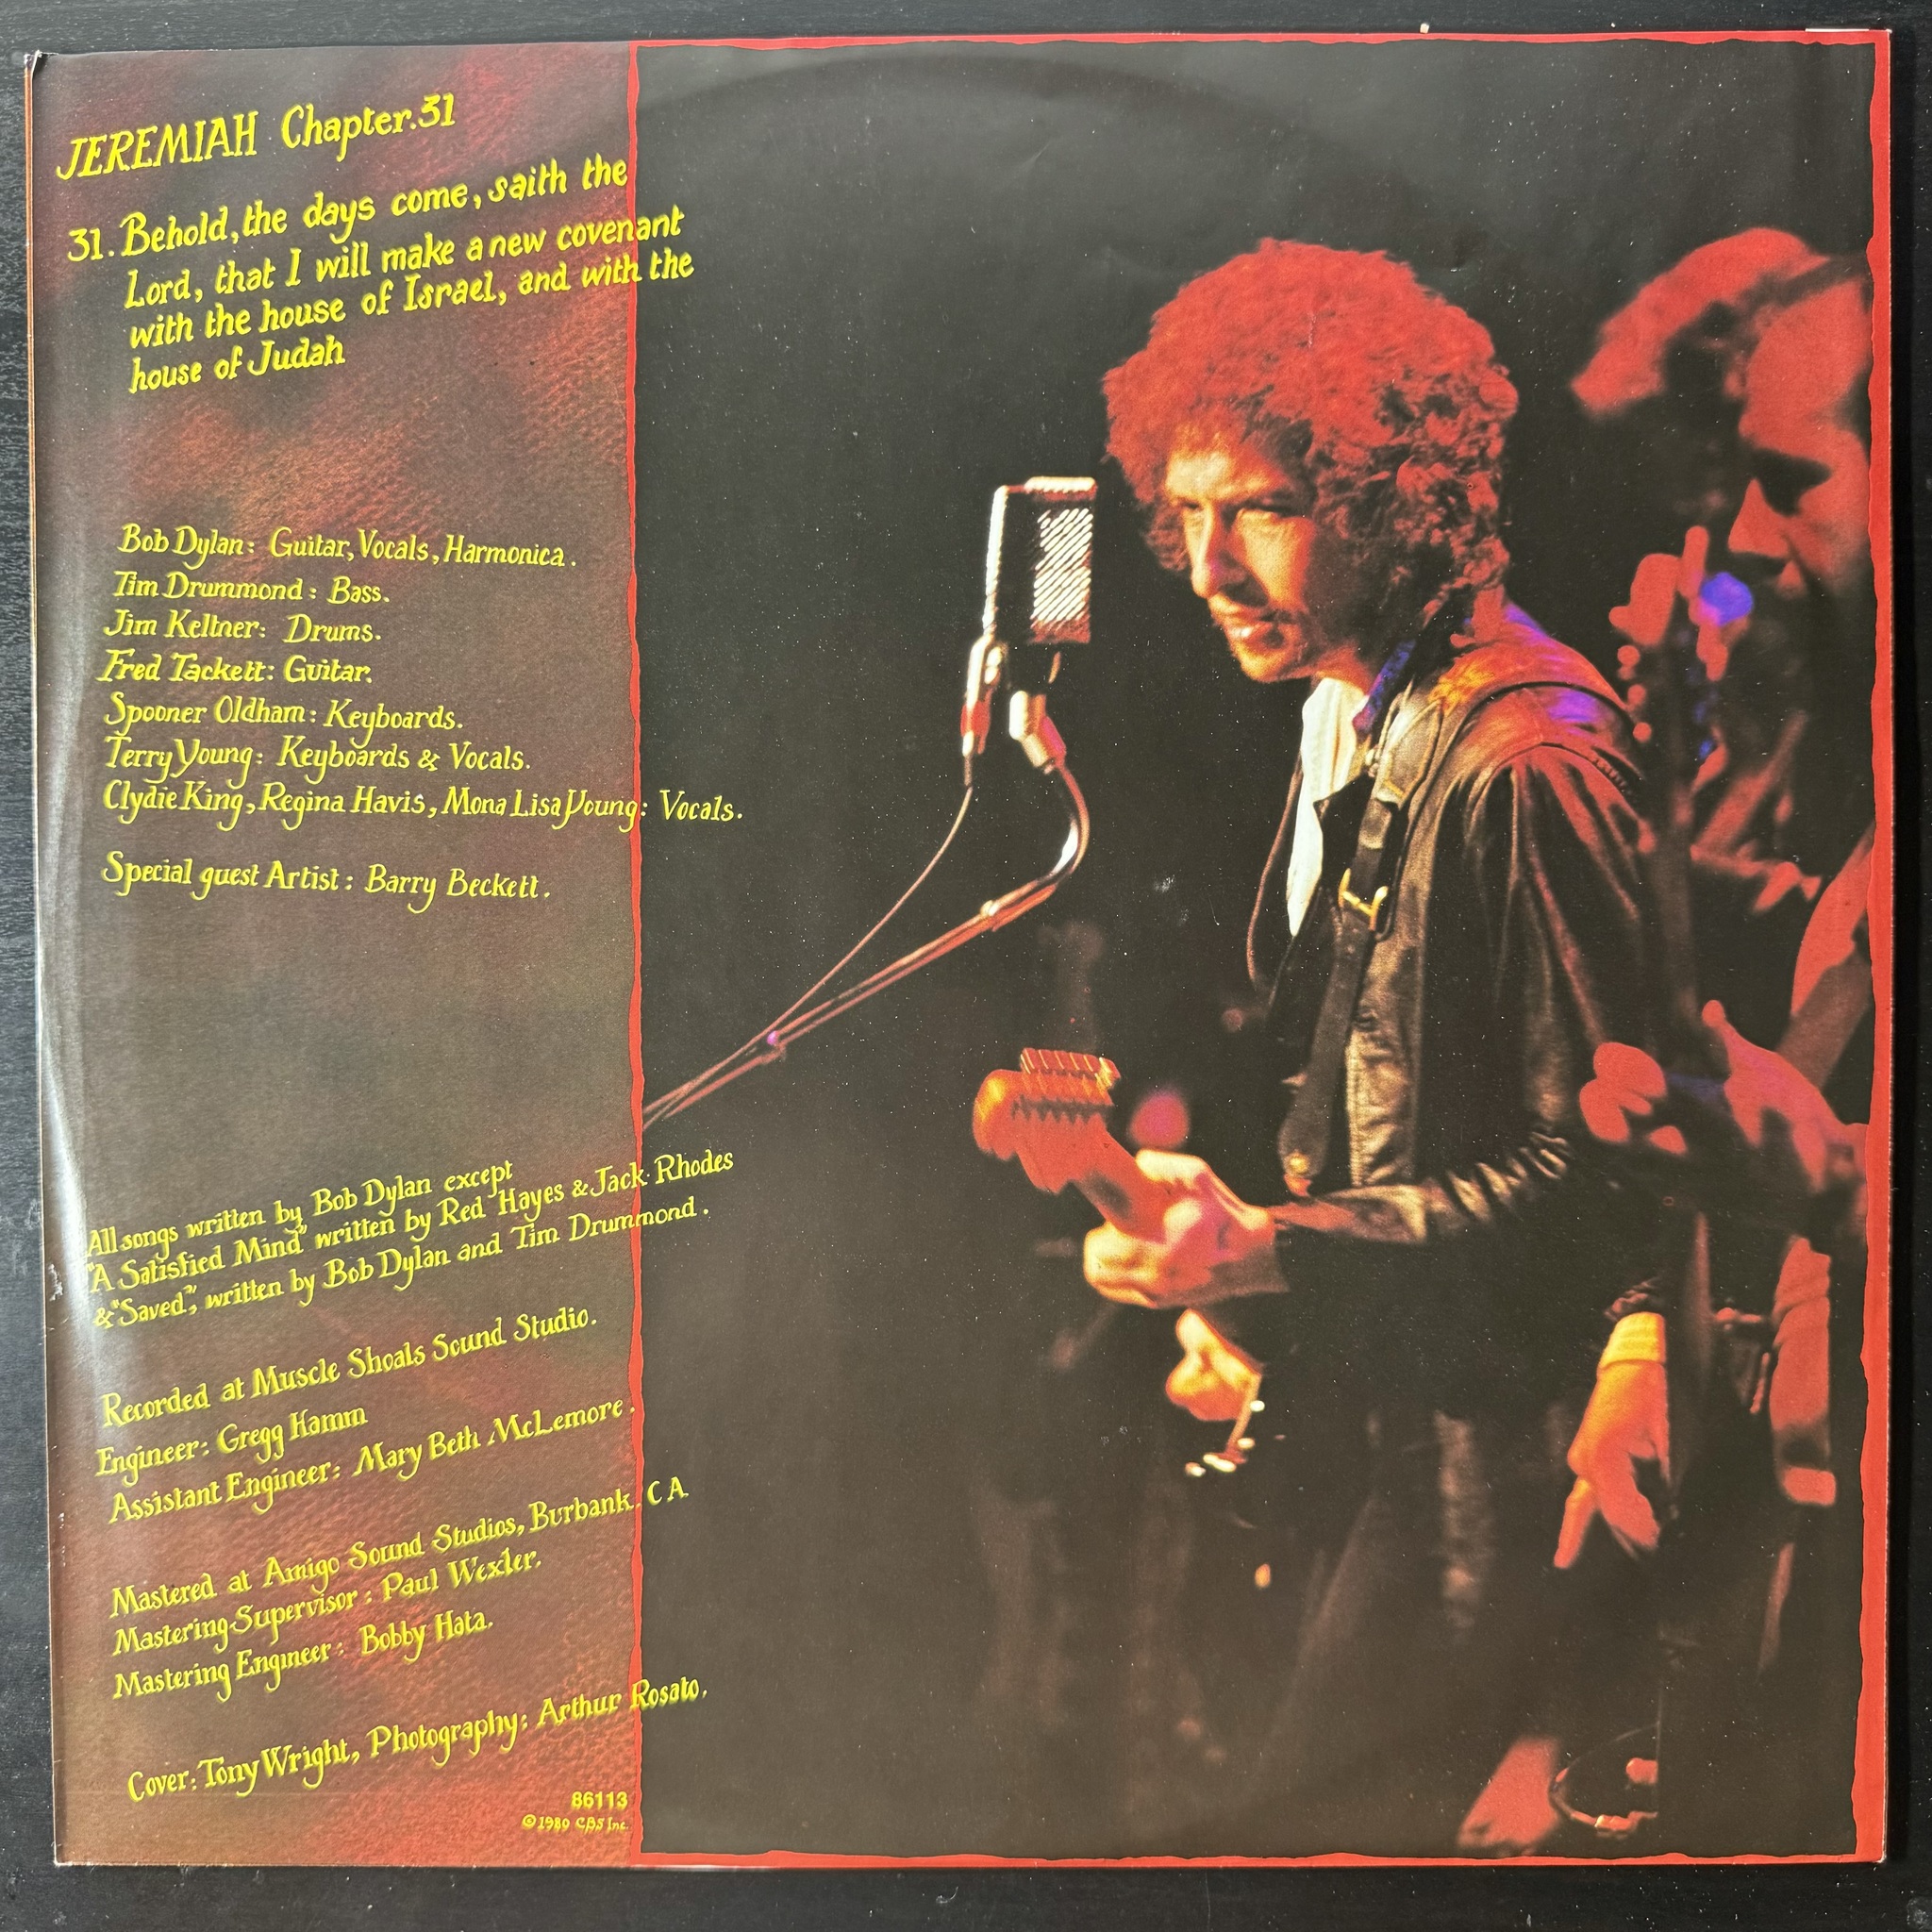 JEREMIAH Chapter.31
31. Behold, the days come, saith the
Lord, that I will make a new covenant
with the house of Israel, and with the
house of Judah
Bob Dylan: Guitar, Vocals, Harmonica.
Tim Drummond: Bass.
Jim Keltner: Drums.
Fred Tackett: Guitar.
Spooner Oldham: Keyboards.
Terry Young: Keyboards & Vocals.
Clydie King, Regina Havis, Mona Lisa Young: Vocals.
Special guest Artist: Barry Beckett.
All songs written by Bob Dylan except
"A Satisfied Mind" written by Red Hayes & Jack Rhodes
& "Saved", written by Bob Dylan and Tim Drummond.
Recorded at Muscle Shoals Sound Studio.
Engineer: Gregg Hamm
Assistant Engineer: Mary Beth McLemore.
Mastered at Amigo Sound Studios, Burbank, CA
Mastering Supervisor: Paul Wexler.
Mastering Engineer: Bobby Hata.
Cover: Tony Wright, Photography: Arthur Rosato.
86113
©1980 CBS Inc.